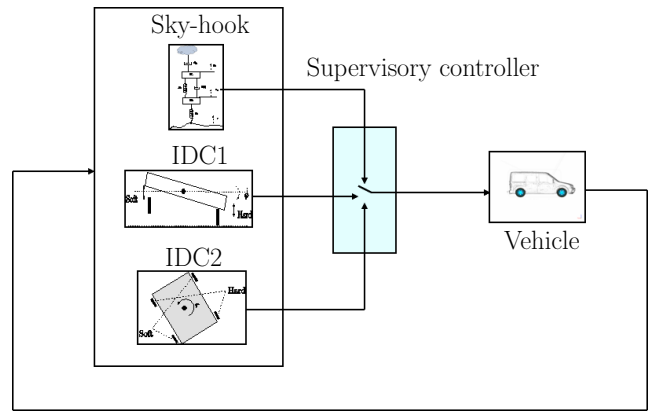 Sky-hook
Supervisory controller
IDC1
Soft
Hard
Vehicle
IDC2
Hard
Soft